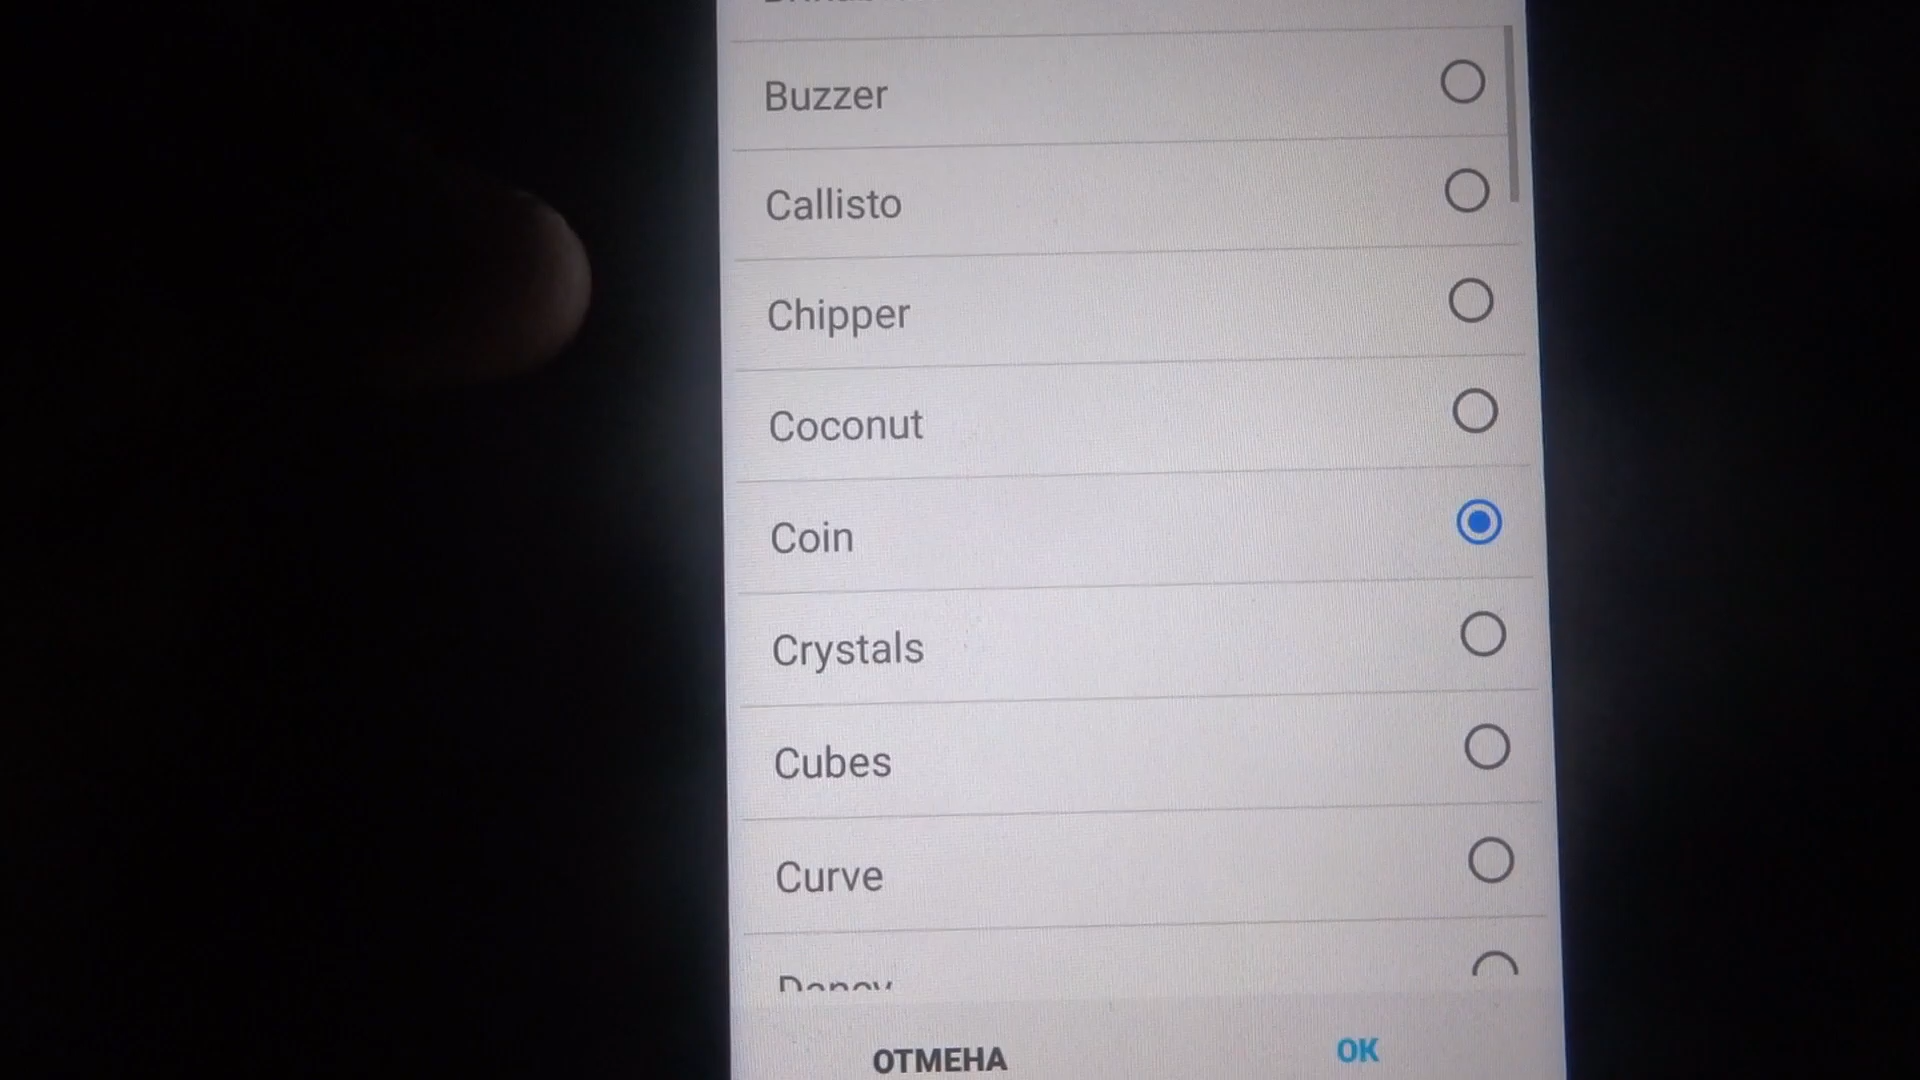 Buzzer
Callisto
Chipper
Coconut
Coin
Crystals
Cubes
Curve
ОТМЕНА
OK